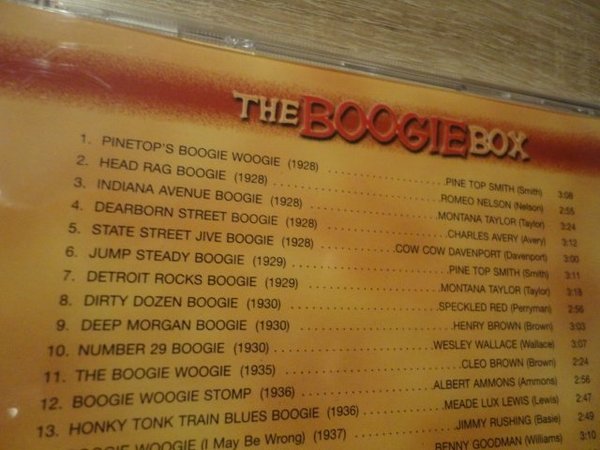 THE BOOGIE BOX
1. PINETOP'S BOOGIE WOOGIE (1928) PINE TOP SMITH (Smith) 3:08
2. HEAD RAG BOOGIE (1928) ROMEO NELSON (Nelson) 2:55
3. INDIANA AVENUE BOOGIE (1928) MONTANA TAYLOR (Taylor) 3:24
4. DEARBORN STREET BOOGIE (1928) CHARLES AVERY (Avery) 3:12
5. STATE STREET JIVE BOOGIE (1928) COW COW DAVENPORT (Davenport) 3:00
6. JUMP STEADY BOOGIE (1929) PINE TOP SMITH (Smith) 3:11
7. DETROIT ROCKS BOOGIE (1929) MONTANA TAYLOR (Taylor) 3:18
8. DIRTY DOZEN BOOGIE (1930) SPECKLED RED (Perryman) 2:56
9. DEEP MORGAN BOOGIE (1930) HENRY BROWN (Brown) 3:03
10. NUMBER 29 BOOGIE (1930) WESLEY WALLACE (Wallace) 3:07
11. THE BOOGIE WOOGIE (1935) CLEO BROWN (Brown) 2:24
12. BOOGIE WOOGIE STOMP (1936) ALBERT AMMONS (Ammons) 2:58
13. HONKY TONK TRAIN BLUES BOOGIE (1936) MEADE LUX LEWIS (Lewis) 2:47
BOOGIE WOOGIE (I May Be Wrong) (1937) JIMMY RUSHING (Basie) 2:49
BENNY GOODMAN (Williams) 3:10